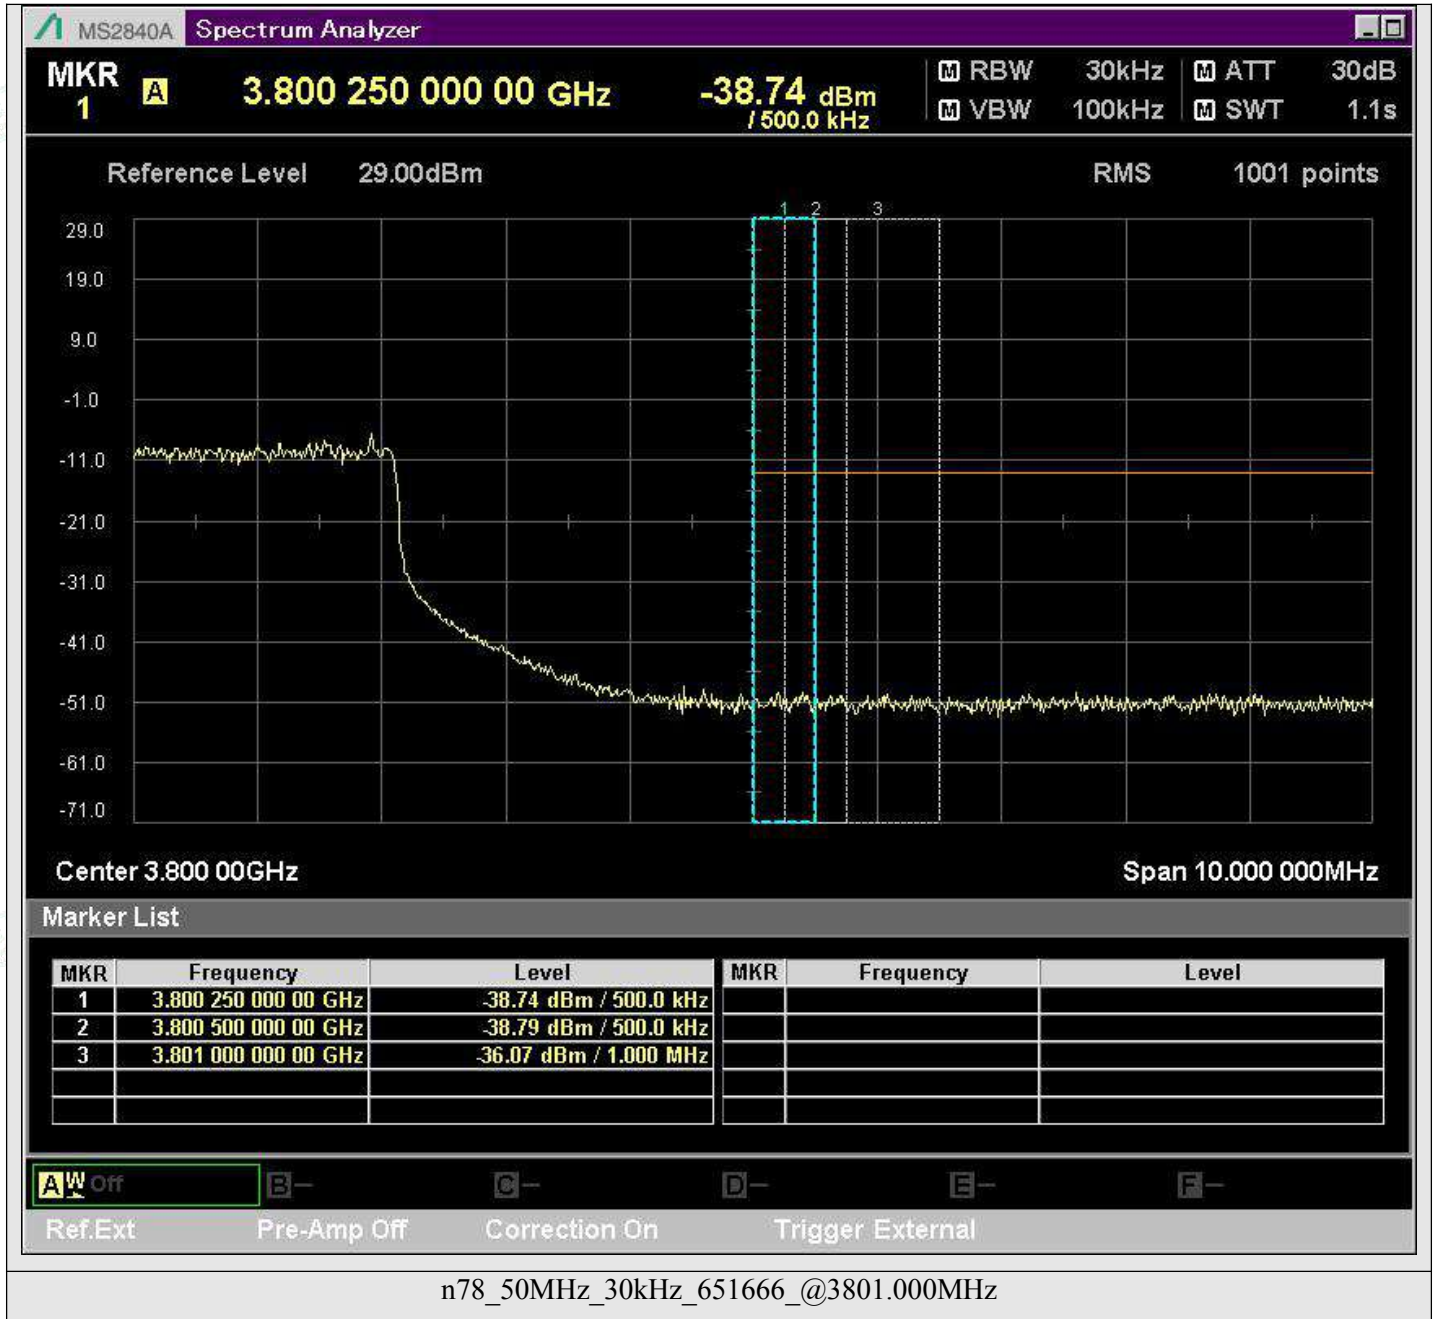 MS2840A Spectrum Analyzer
MKR 1 A 3.800 250 000 00 GHz -38.74 dBm / 500.0 kHz
M RBW 30kHz M ATT 30dB
M VBW 100kHz M SWT 1.1s
Reference Level 29.00dBm RMS 1001 points
1 2 3
29.0
19.0
9.0
-1.0
-11.0
-21.0
-31.0
-41.0
-51.0
-61.0
-71.0
Center 3.800 00GHz Span 10.000 000MHz
Marker List
MKR Frequency Level MKR Frequency Level
1 3.800 250 000 00 GHz -38.74 dBm / 500.0 kHz
2 3.800 500 000 00 GHz -38.79 dBm / 500.0 kHz
3 3.801 000 000 00 GHz -36.07 dBm / 1.000 MHz
A W Off B – C – D – E – F –
Ref.Ext Pre-Amp Off Correction On Trigger External
n78_50MHz_30kHz_651666_@3801.000MHz